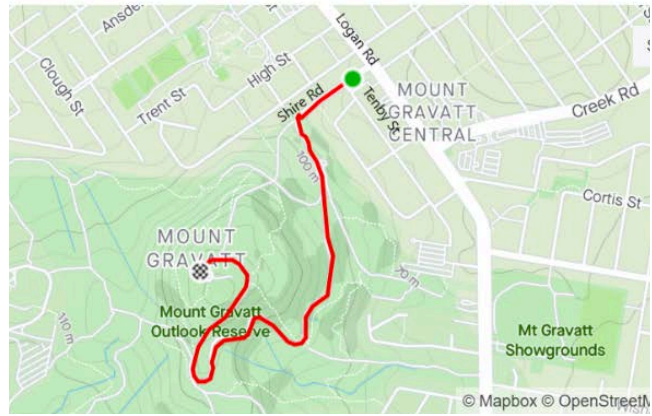 Clough St
Trent St
High St
Logan Rd
Shire Rd
Tenby St
MOUNT
GRAVATT
CENTRAL
Creek Rd
100 m
Cortis St
MOUNT
GRAVATT
70 m
Mount Gravatt
Outlook Reserve
110 m
Mt Gravatt
Showgrounds
© Mapbox © OpenStreetM